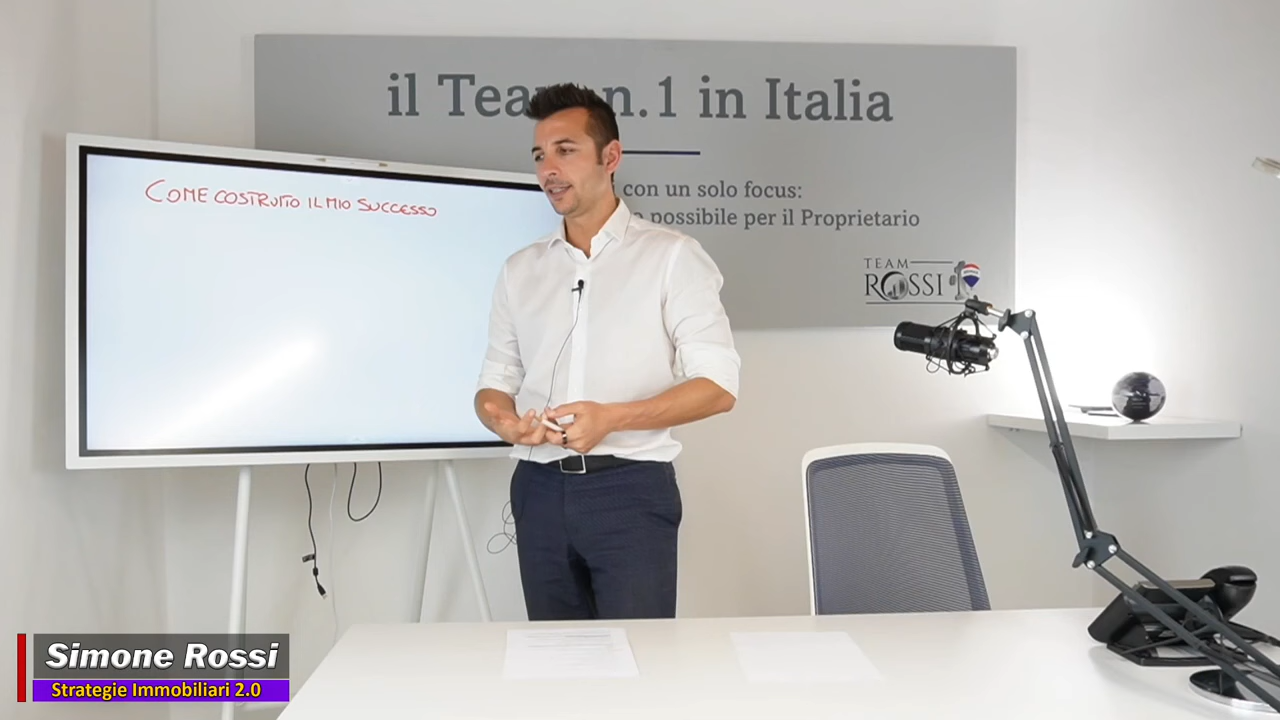 il Team n.1 in Italia
con un solo focus:
possibile per il Proprietario
TEAM
ROSSI
COME COSTRUITO IL MIO SUCCESSO
Simone Rossi
Strategie Immobiliari 2.0